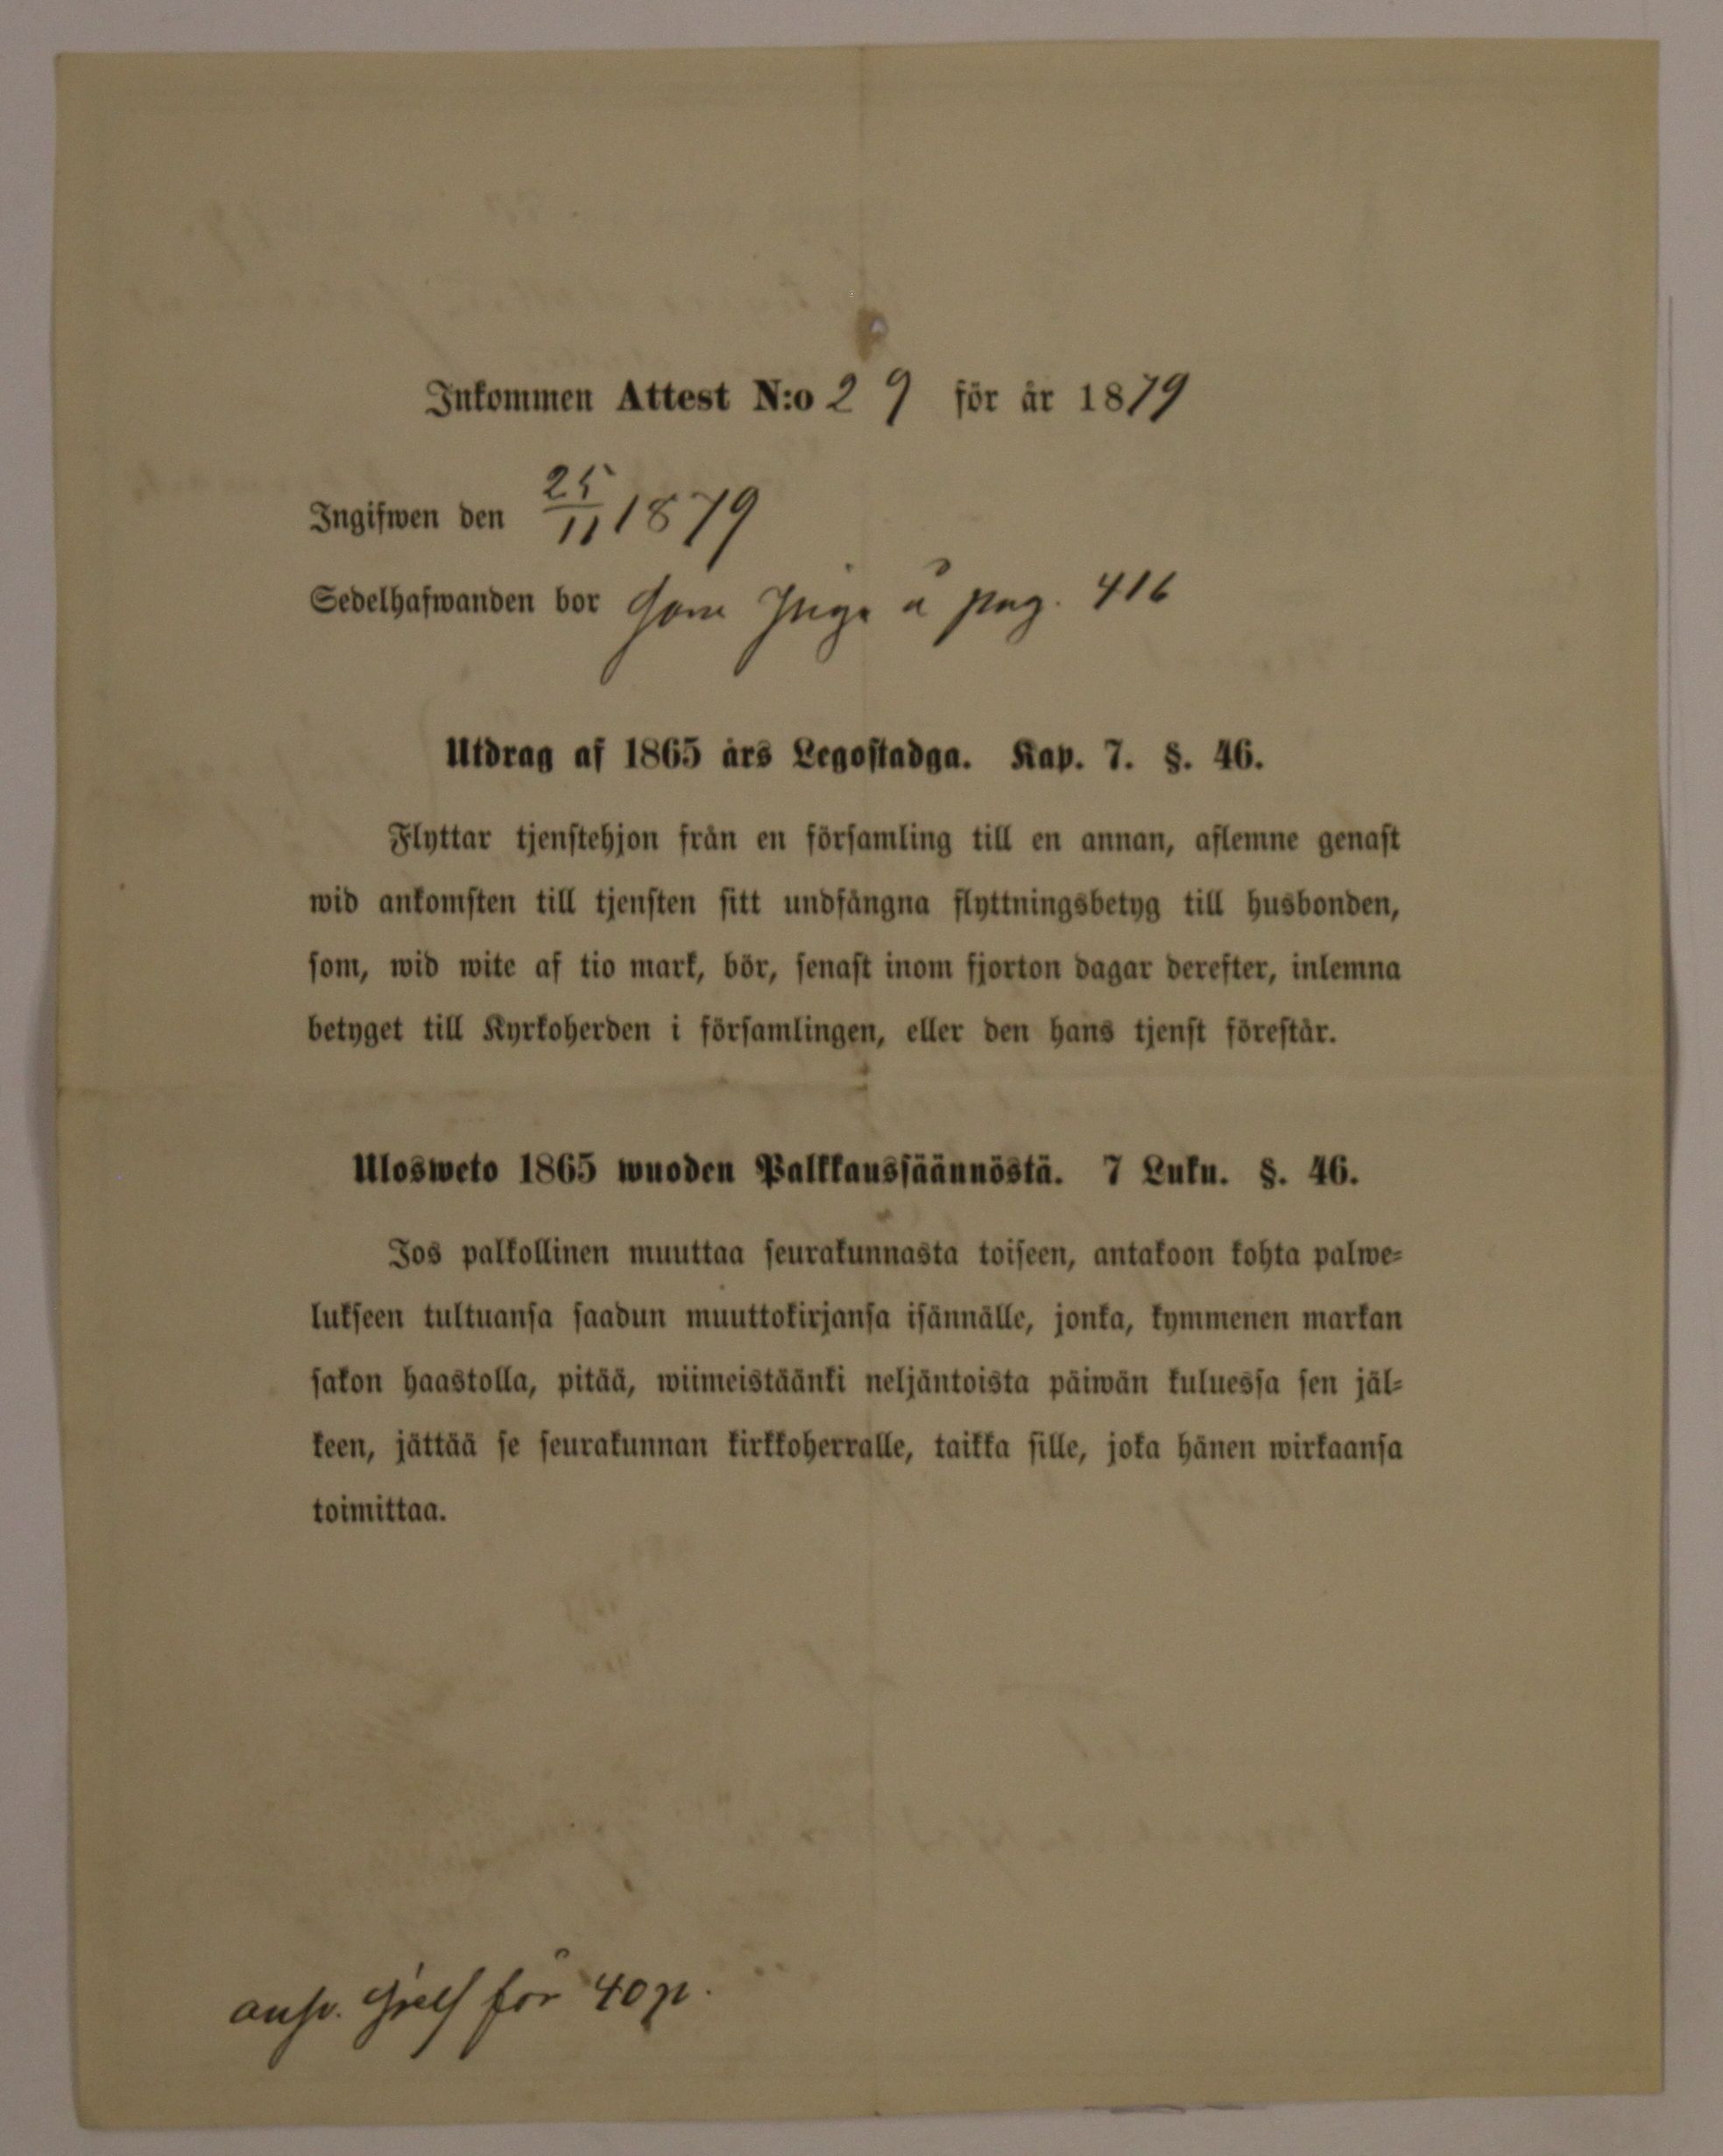 Inkommen Attest N:o 29 för år 1879
Ingifwen den 25/11 1879
Sedelhafwanden bor som å pag. 416
Utdrag af 1865 års Legostadga. Kap. 7. §. 46.
Flyttar tjenstehjon från en församling till en annan, aflemne genast
wid ankomsten till tjensten sitt undfångna flyttningsbetyg till husbonden,
som, wid wite af tio mark, bör, senast inom fjorton dagar derefter, inlemna
betyget till Kyrkoherden i församlingen, eller den hans tjenst förestår.
Ulosweto 1865 wuoden Palkkaussäännöstä. 7 Luku. §. 46.
Jos palkollinen muuttaa seurakunnasta toiseen, antakoon kohta palwe=
lukseen tultuansa saadun muuttokirjansa isännälle, jonka, kymmenen markan
sakon haastolla, pitää, wiimeistäänki neljäntoista päiwän kuluessa sen jäl=
keen, jättää se seurakunnan kirkkoherralle, taikka sille, joka hänen wirkaansa
toimittaa.
för 40 p.